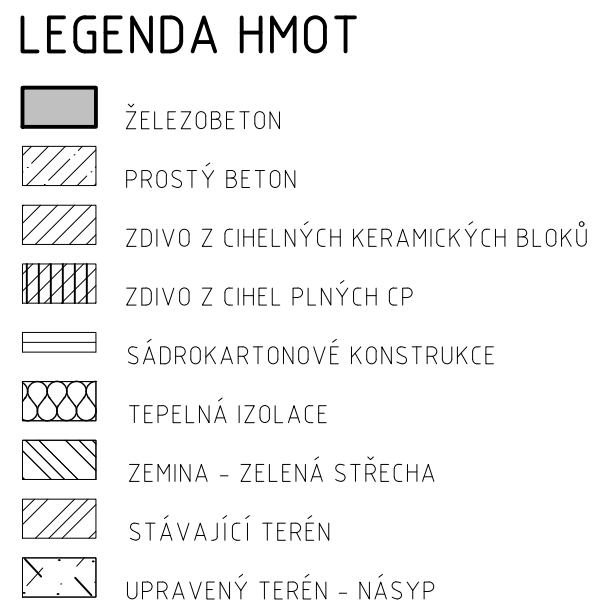 LEGENDA HMOT
ŽELEZOBETON
PROSTÝ BETON
ZDIVO Z CIHELNÝCH KERAMICKÝCH BLOKŮ
ZDIVO Z CIHEL PLNÝCH CP
SÁDROKARTONOVÉ KONSTRUKCE
TEPELNÁ IZOLACE
ZEMINA - ZELENÁ STŘECHA
STÁVAJÍCÍ TERÉN
UPRAVENÝ TERÉN - NÁSYP